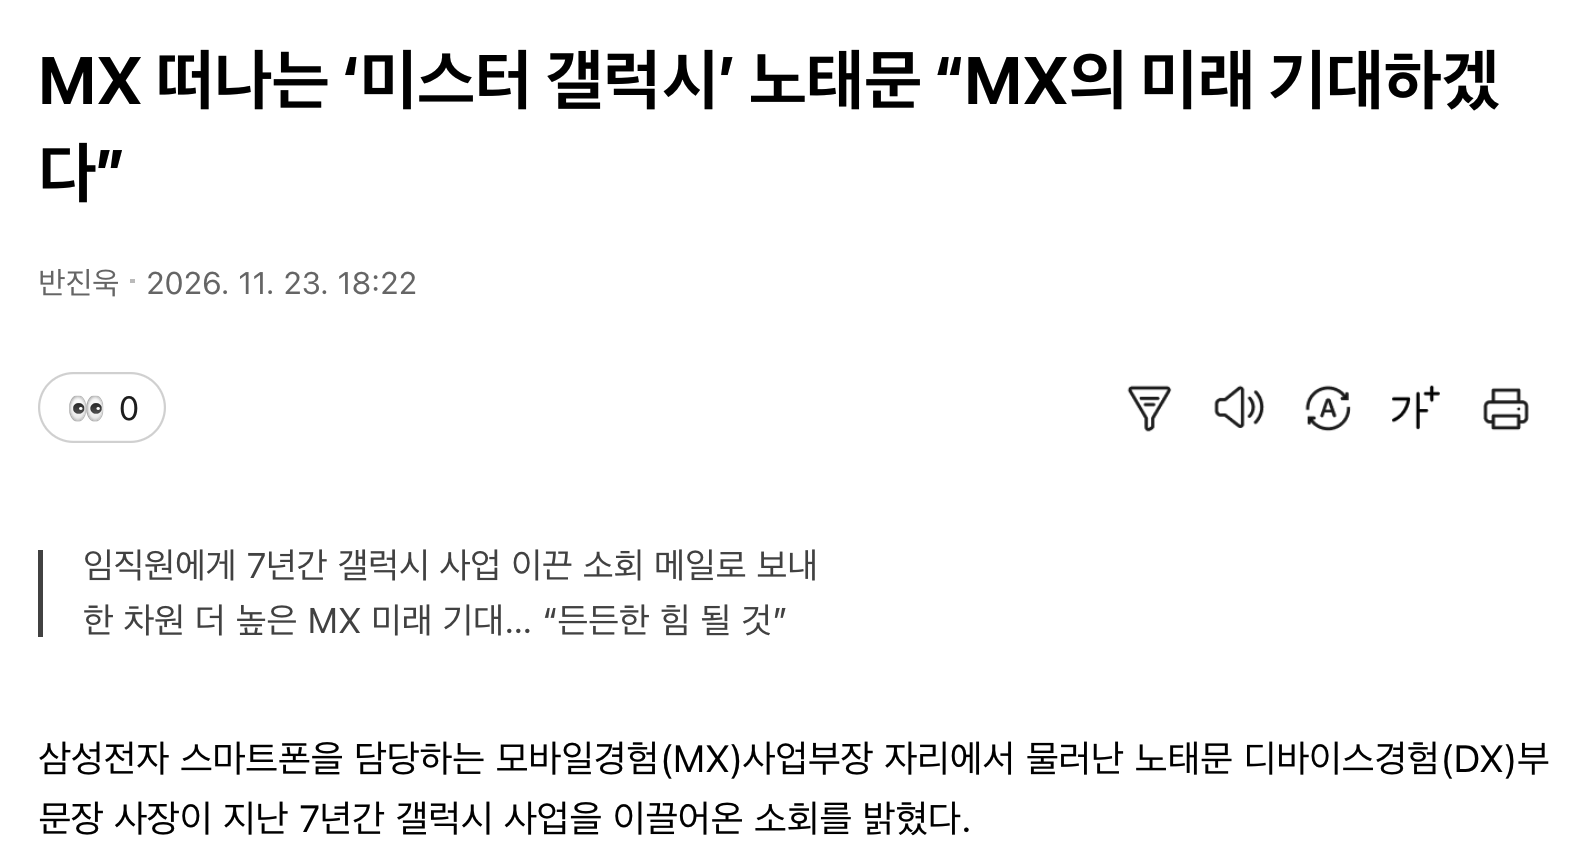 MX 떠나는 ‘미스터 갤럭시’ 노태문 “MX의 미래 기대하겠
다”
반진욱 · 2026. 11. 23. 18:22
👀 0
A
가+
임직원에게 7년간 갤럭시 사업 이끈 소회 메일로 보내
한 차원 더 높은 MX 미래 기대… “든든한 힘 될 것”
삼성전자 스마트폰을 담당하는 모바일경험(MX)사업부장 자리에서 물러난 노태문 디바이스경험(DX)부
문장 사장이 지난 7년간 갤럭시 사업을 이끌어온 소회를 밝혔다.